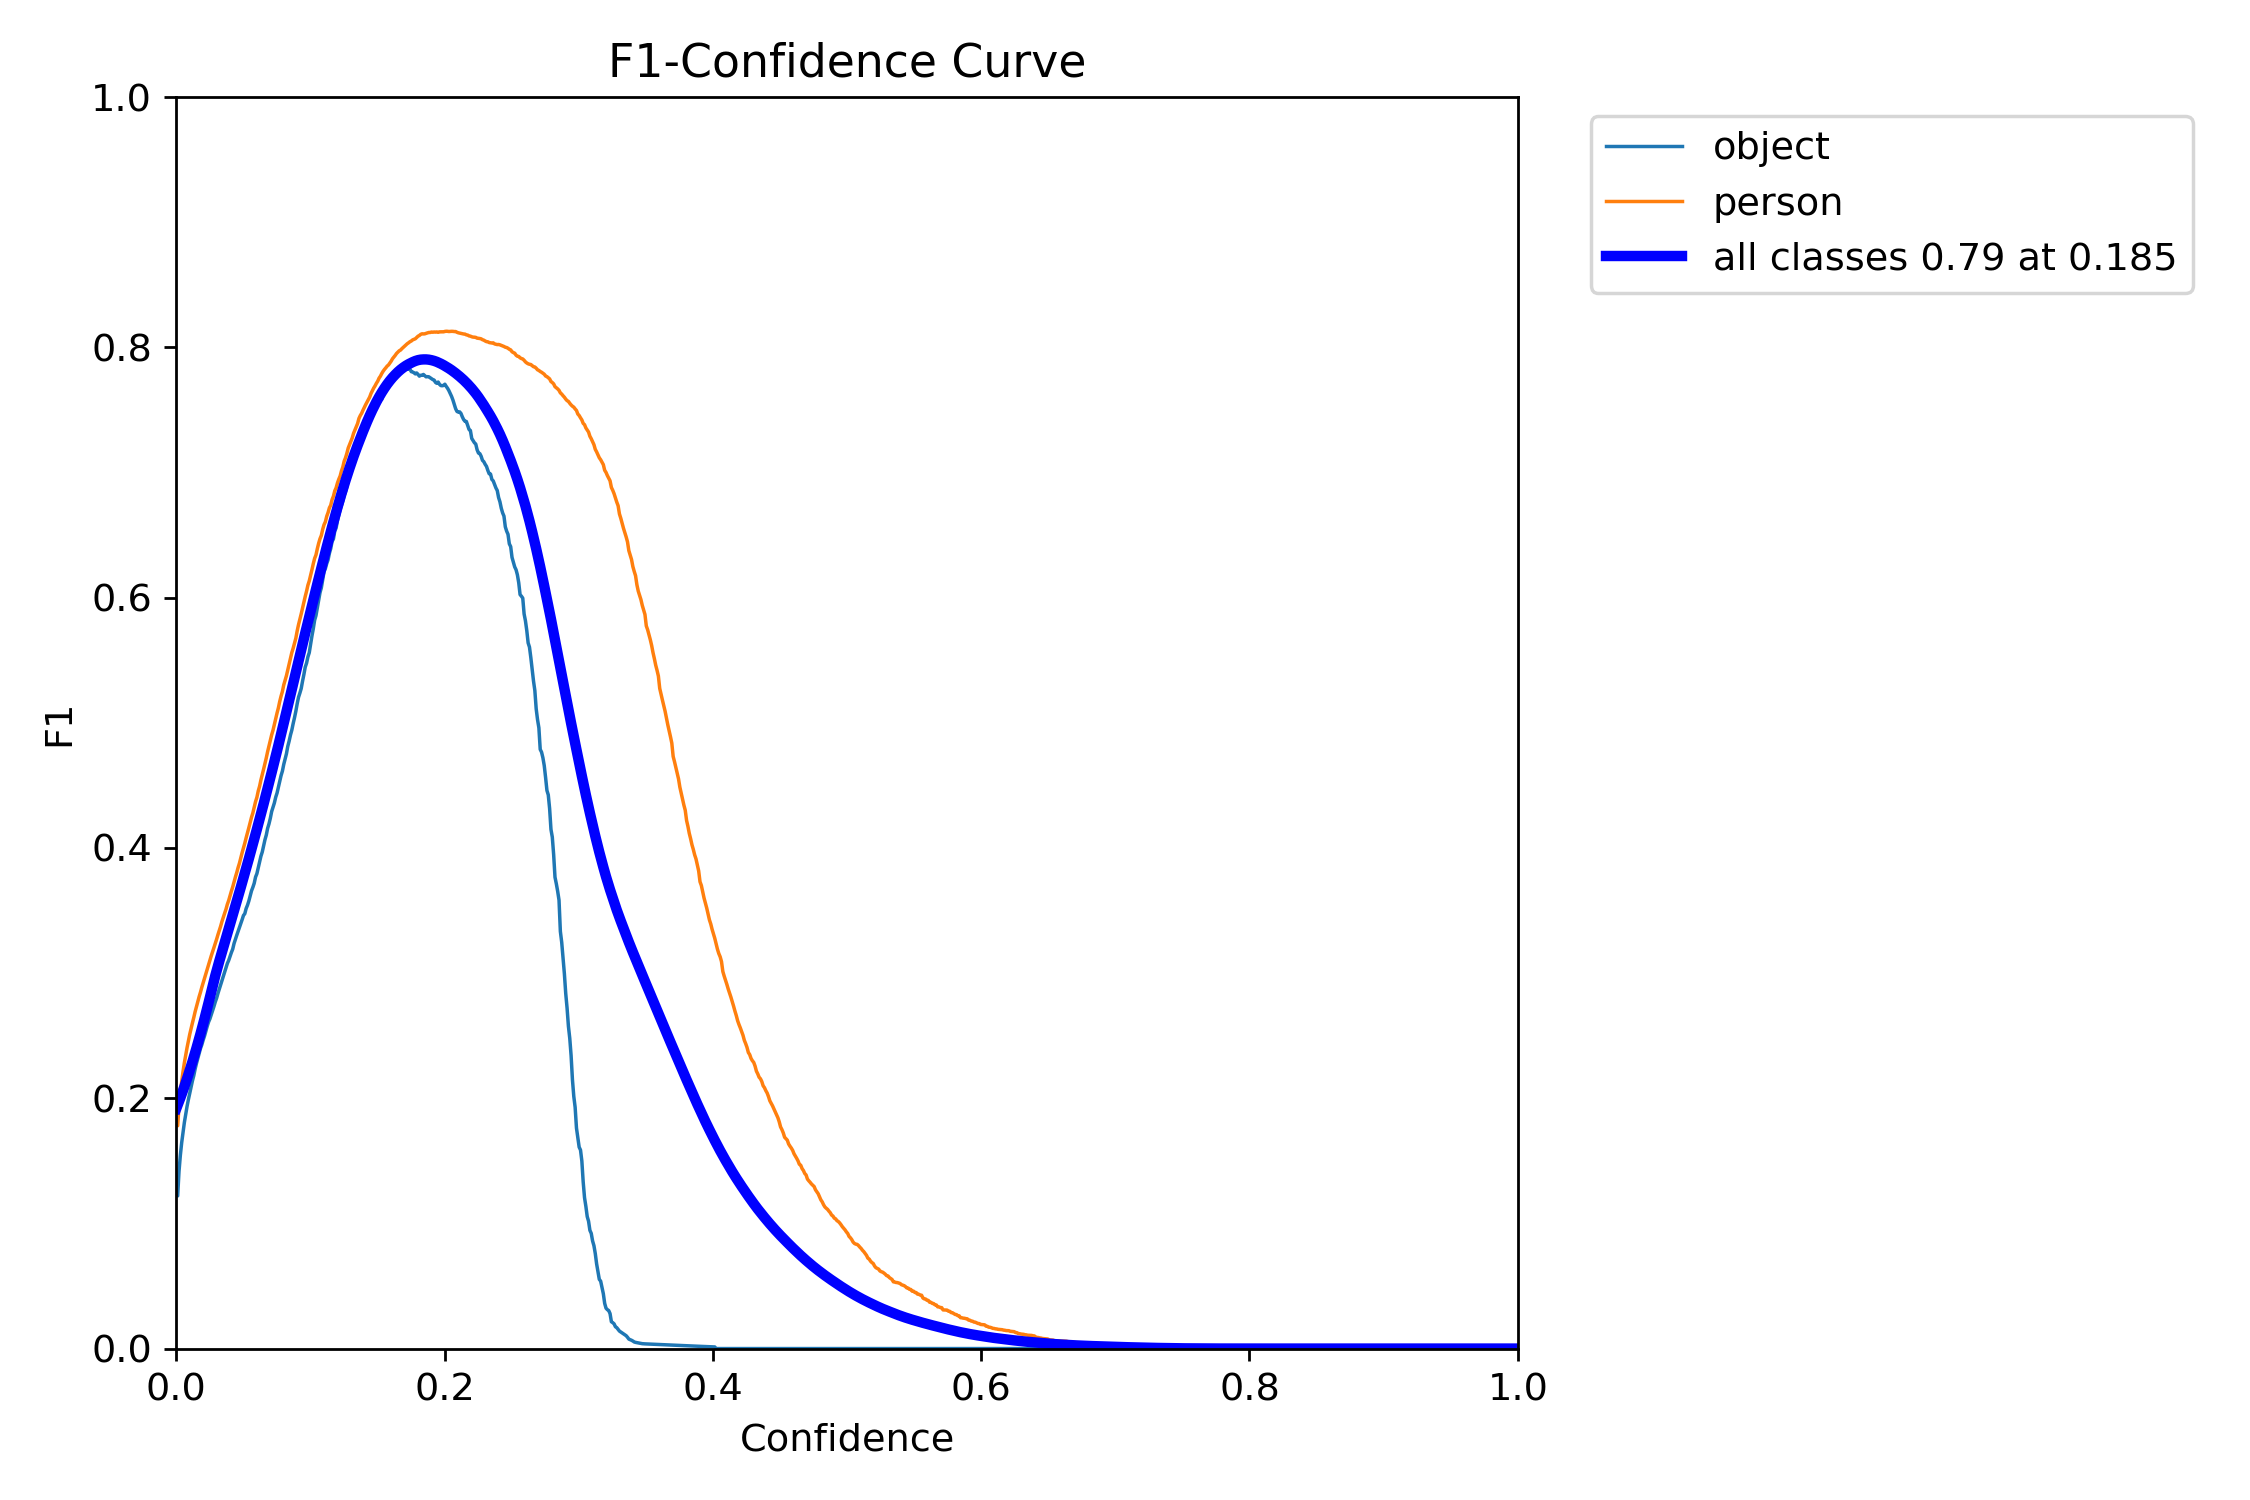 F1-Confidence Curve
1.0
0.8
0.6
0.4
0.2
0.0
F1
0.0 0.2 0.4 0.6 0.8 1.0
Confidence
object
person
all classes 0.79 at 0.185